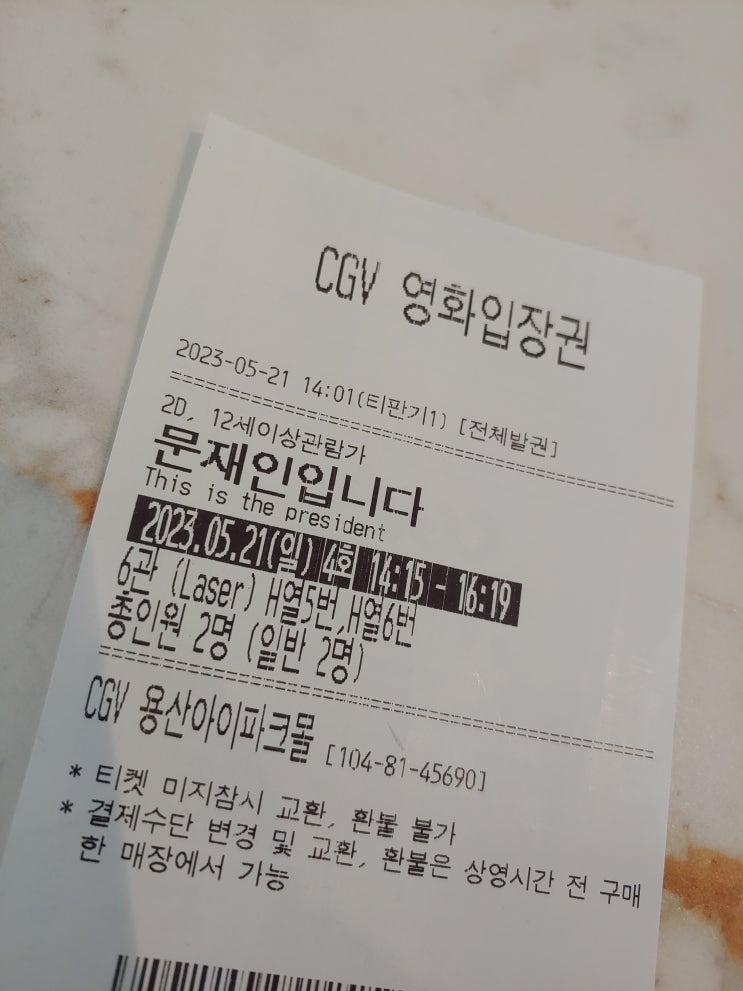 CGV 영화입장권
2023-05-21 14:01(티판기1) [전체발권]
2D, 12세이상관람가
문재인입니다
This is the president
2023.05.21(일) 4회 14:15 - 16:19
6관 (Laser) H열5번,H열6번
총인원 2명 (일반 2명)
CGV 용산아이파크몰 [104-81-45690]
* 티켓 미지참시 교환, 환불 불가
* 결제수단 변경 및 교환, 환불은 상영시간 전 구매
한 매장에서 가능